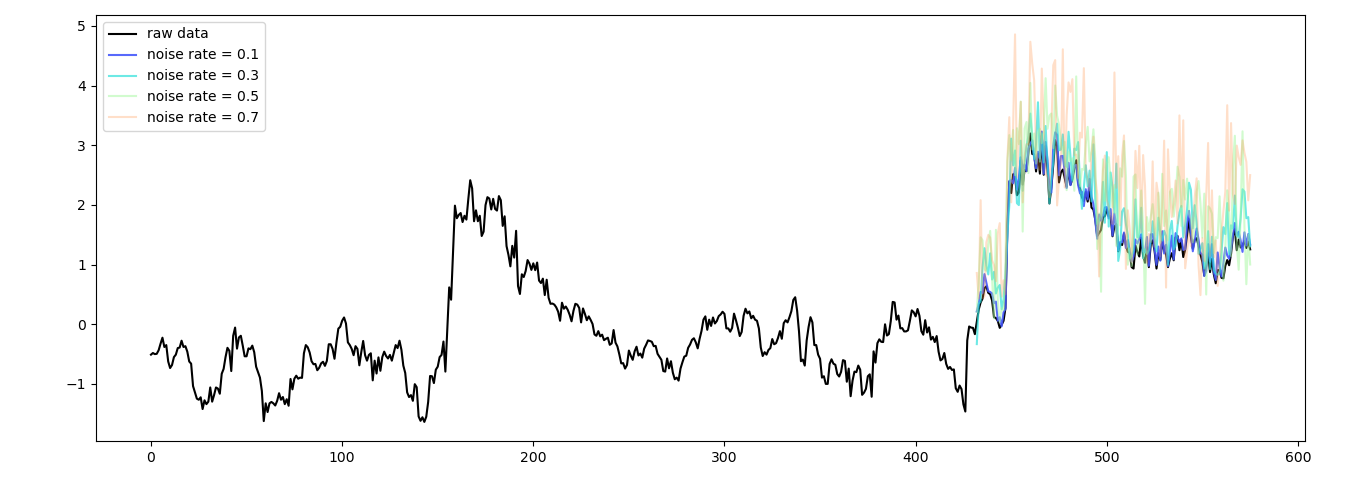 5
4
3
2
1
0
−1
raw data
noise rate = 0.1
noise rate = 0.3
noise rate = 0.5
noise rate = 0.7
0
100
200
300
400
500
600